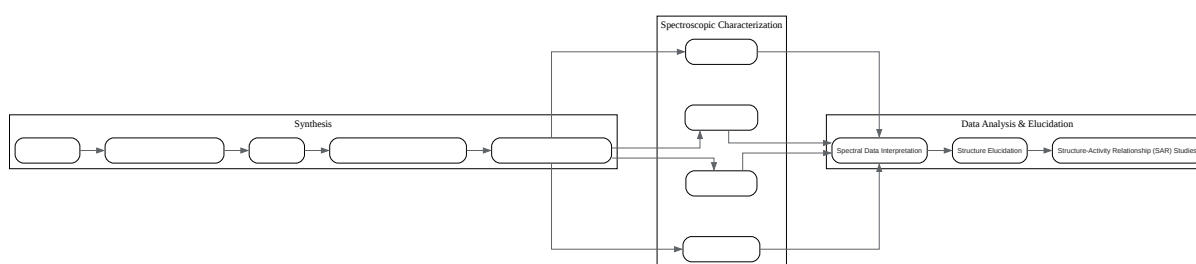 Spectroscopic Characterization
Synthesis
Data Analysis & Elucidation
Spectral Data Interpretation
Structure Elucidation
Structure-Activity Relationship (SAR) Studies